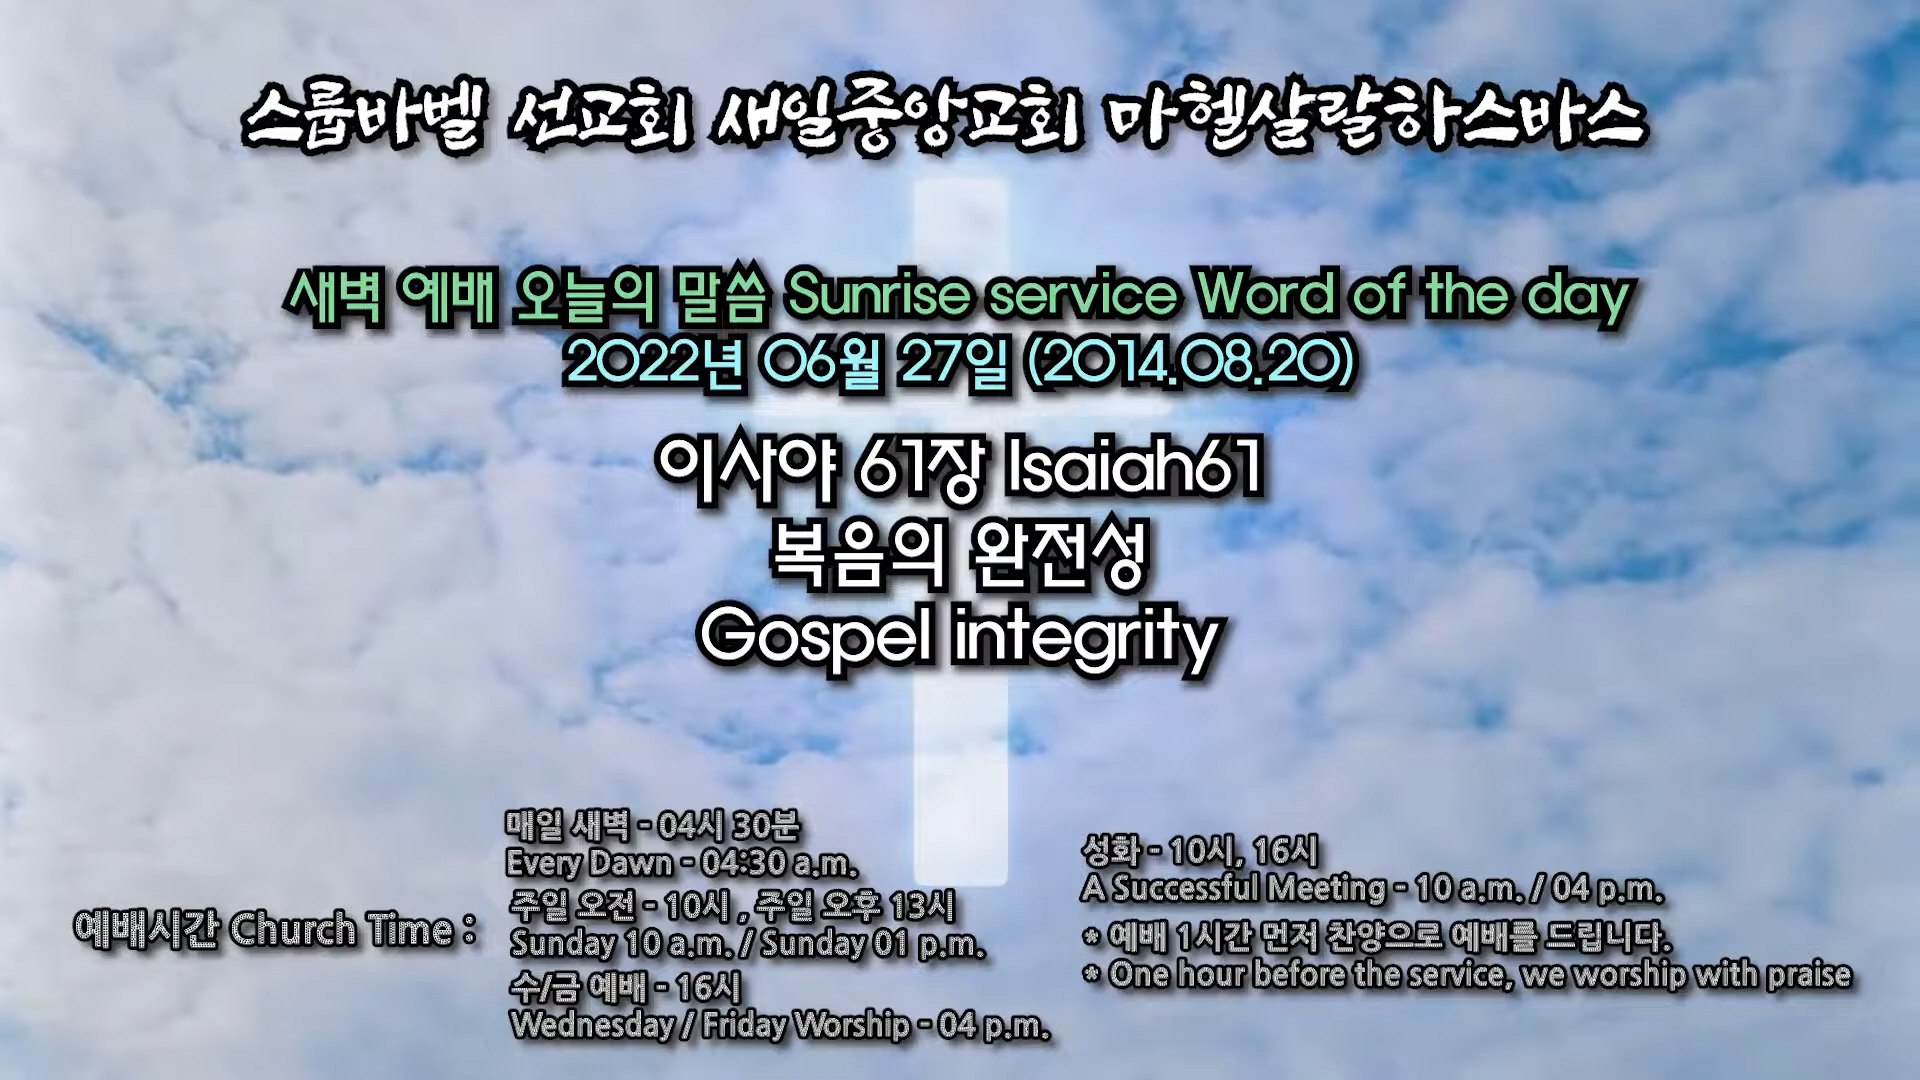 스룹바벨 선교회 새일중앙교회 마헬살랄하스바스
새벽 예배 오늘의 말씀 Sunrise service Word of the day
2022년 06월 27일 (2014.08.20)
이사야 61장 Isaiah61
복음의 완전성
Gospel integrity
예배시간 Church Time :
매일 새벽 - 04시 30분
Every Dawn - 04:30 a.m.
주일 오전 - 10시 , 주일 오후 13시
Sunday 10 a.m. / Sunday 01 p.m.
수/금 예배 - 16시
Wednesday / Friday Worship - 04 p.m.
성화 - 10시, 16시
A Successful Meeting - 10 a.m. / 04 p.m.
* 예배 1시간 먼저 찬양으로 예배를 드립니다.
* One hour before the service, we worship with praise